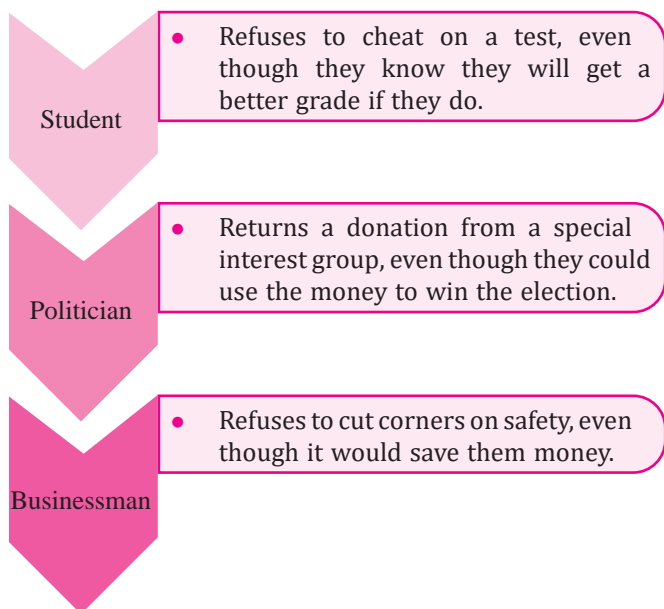 Student
• Refuses to cheat on a test, even
though they know they will get a
better grade if they do.
Politician
• Returns a donation from a special
interest group, even though they could
use the money to win the election.
Businessman
• Refuses to cut corners on safety, even
though it would save them money.